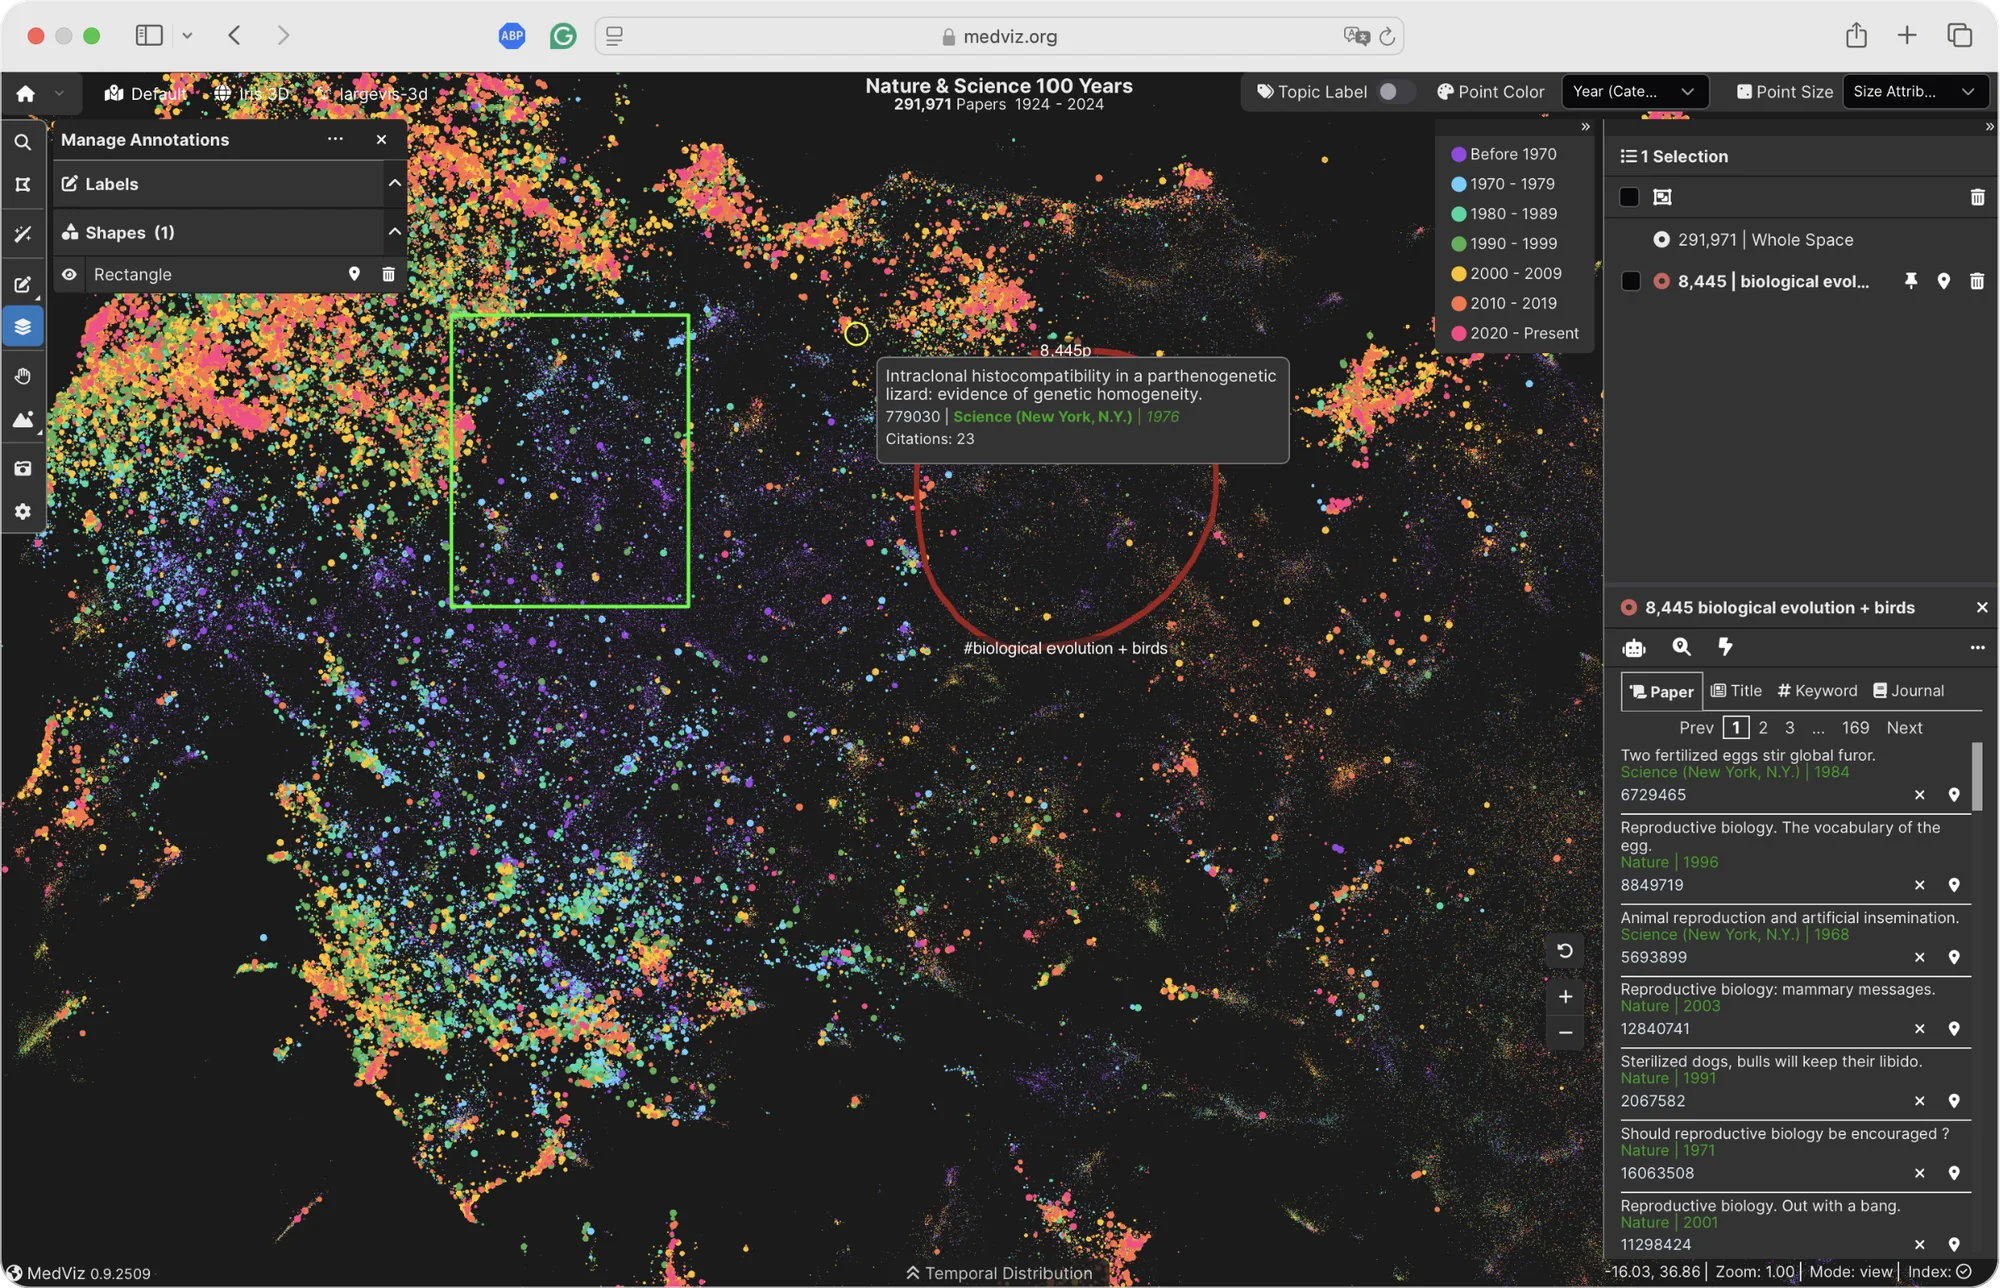 ABP
medviz.org
Default
Iris 3D
largevis-3d
Nature & Science 100 Years
291,971 Papers 1924 - 2024
Topic Label
Point Color
Year (Cate...
Point Size
Size Attrib...
Manage Annotations
Labels
Shapes (1)
Rectangle
Before 1970
1970 - 1979
1980 - 1989
1990 - 1999
2000 - 2009
2010 - 2019
2020 - Present
1 Selection
291,971 | Whole Space
8,445 | biological evol...
8,445p
Intraclonal histocompatibility in a parthenogenetic
lizard: evidence of genetic homogeneity.
779030 | Science (New York, N.Y.) | 1976
Citations: 23
#biological evolution + birds
8,445 biological evolution + birds
Paper
Title
# Keyword
Journal
Prev 1 2 3 ... 169 Next
Two fertilized eggs stir global furor.
Science (New York, N.Y.) | 1984
6729465
Reproductive biology. The vocabulary of the
egg.
Nature | 1996
8849719
Animal reproduction and artificial insemination.
Science (New York, N.Y.) | 1968
5693899
Reproductive biology: mammary messages.
Nature | 2003
12840741
Sterilized dogs, bulls will keep their libido.
Nature | 1991
2067582
Should reproductive biology be encouraged ?
Nature | 1971
16063508
Reproductive biology. Out with a bang.
Nature | 2001
11298424
MedViz 0.9.2509
Temporal Distribution
-16.03, 36.86 | Zoom: 1.00 | Mode: view | Index: